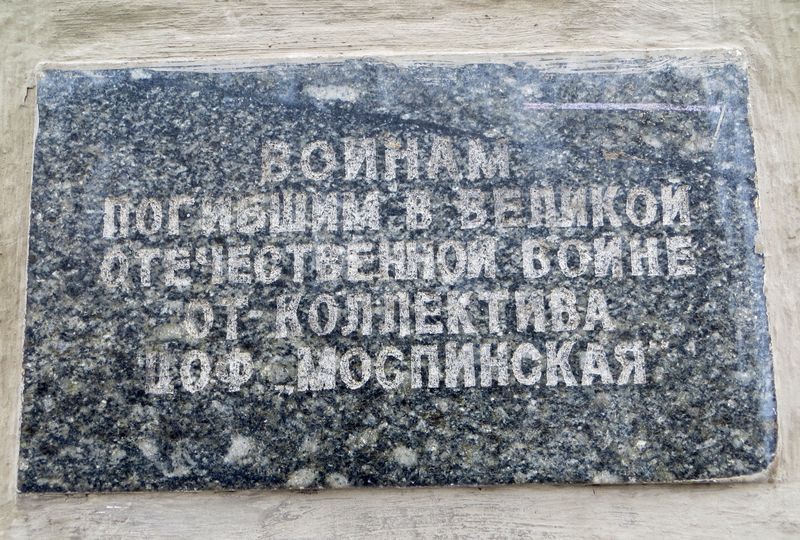 ВОИНАМ
ПОГИБШИМ В ВЕЛИКОЙ
ОТЕЧЕСТВЕННОЙ ВОЙНЕ
ОТ КОЛЛЕКТИВА
ЦОФ „МОСПИНСКАЯ"